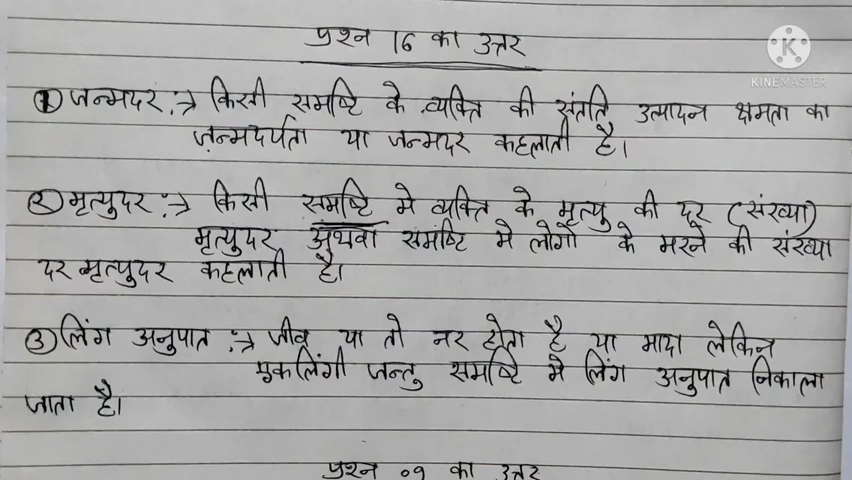 प्रश्न 16 का उत्तर
K
KINEMASTER
① जन्मदर :→ किसी समष्टि के व्यक्ति की संतति उत्पादन क्षमता का
जन्मदर्यता या जन्मदर कहलाती है।
② मृत्युदर :→ किसी समष्टि मे व्यक्ति के मृत्यु की दर (संख्या)
मृत्युदर अथवा समष्टि मे लोगो के मरने की संख्या
दर मृत्युदर कहलाती है।
③ लिंग अनुपात :→ जीव या तो नर होता है या मादा लेकिन
एकलिंगी जन्तु समष्टि मे लिंग अनुपात निकाला
जाता है।
प्रश्न ०९ का उत्तर